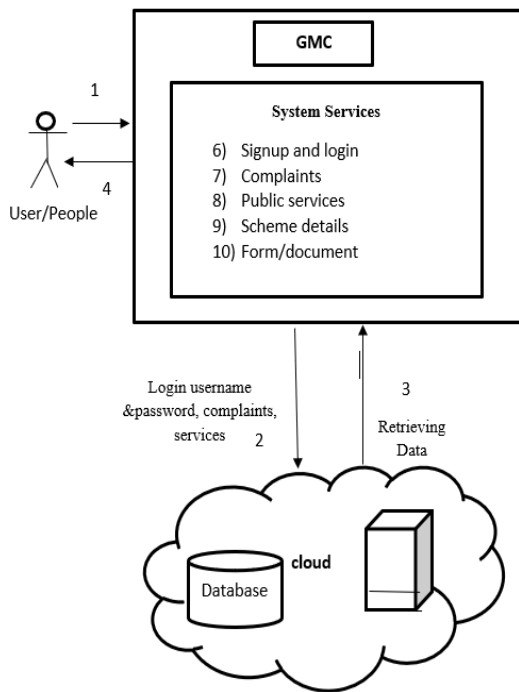 GMC
System Services
6) Signup and login
7) Complaints
8) Public services
9) Scheme details
10) Form/document
1
4
User/People
Login username
&password, complaints,
services
2
3
Retrieving
Data
cloud
Database